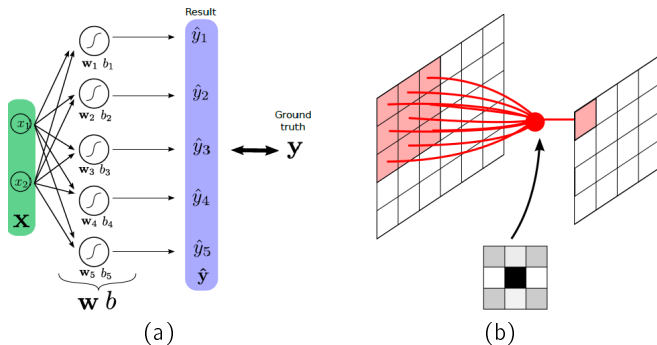 Result
ŷ1
w1 b1
ŷ2
w2 b2
Ground
truth
x1
ŷ3
y
w3 b3
x2
ŷ4
w4 b4
x
ŷ5
w5 b5
ŷ
w b
(a)
(b)